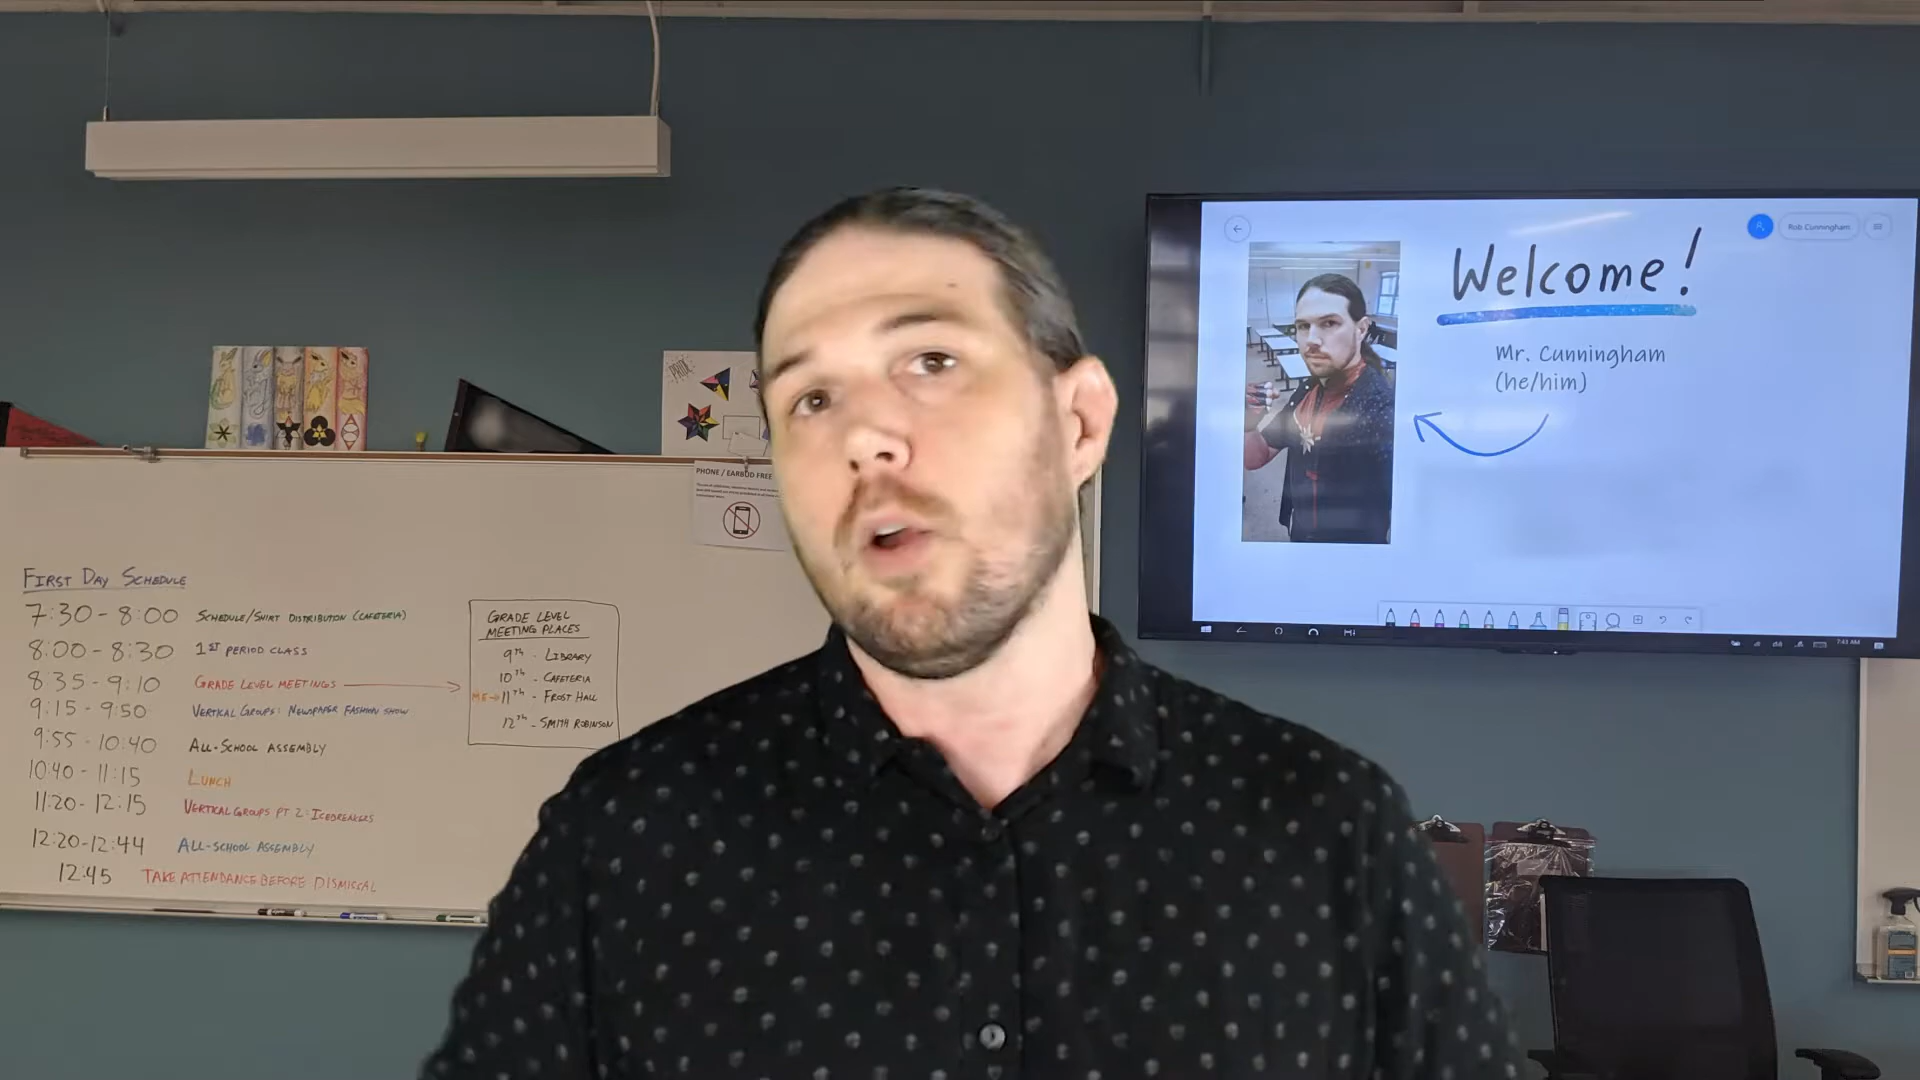 FIRST DAY SCHEDULE
7:30 - 8:00 SCHEDULE/SHIRT DISTRIBUTION (CAFETERIA)
8:00 - 8:30 1ST PERIOD CLASS
8:35 - 9:10 GRADE LEVEL MEETINGS
9:15 - 9:50 VERTICAL GROUPS: NEWSPAPER FASHION SHOW
9:55 - 10:40 ALL-SCHOOL ASSEMBLY
10:40 - 11:15 LUNCH
11:20 - 12:15 VERTICAL GROUPS PT 2: ICEBREAKERS
12:20-12:44 ALL-SCHOOL ASSEMBLY
12:45 TAKE ATTENDANCE BEFORE DISMISSAL
GRADE LEVEL
MEETING PLACES
9TH - LIBRARY
10TH - CAFETERIA
ME→11TH - FROST HALL
12TH - SMITH ROBINSON
PRIDE
PHONE / EARBUD FREE
Rob Cunningham
Welcome!
Mr. Cunningham
(he/him)
7:43 AM